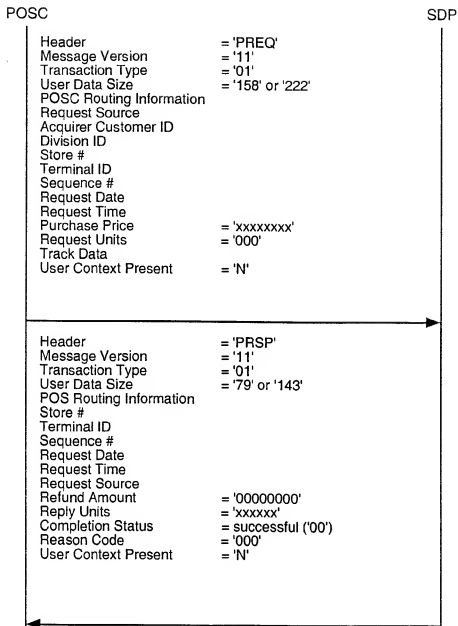 POSC SDP
Header = 'PREQ'
Message Version = '11'
Transaction Type = '01'
User Data Size = '158' or '222'
POSC Routing Information
Request Source
Acquirer Customer ID
Division ID
Store #
Terminal ID
Sequence #
Request Date
Request Time
Purchase Price = 'xxxxxxxx'
Request Units = '000'
Track Data
User Context Present = 'N'
Header = 'PRSP'
Message Version = '11'
Transaction Type = '01'
User Data Size = '79' or '143'
POS Routing Information
Store #
Terminal ID
Sequence #
Request Date
Request Time
Request Source
Refund Amount = '00000000'
Reply Units = 'xxxxxx'
Completion Status = successful ('00')
Reason Code = '000'
User Context Present = 'N'